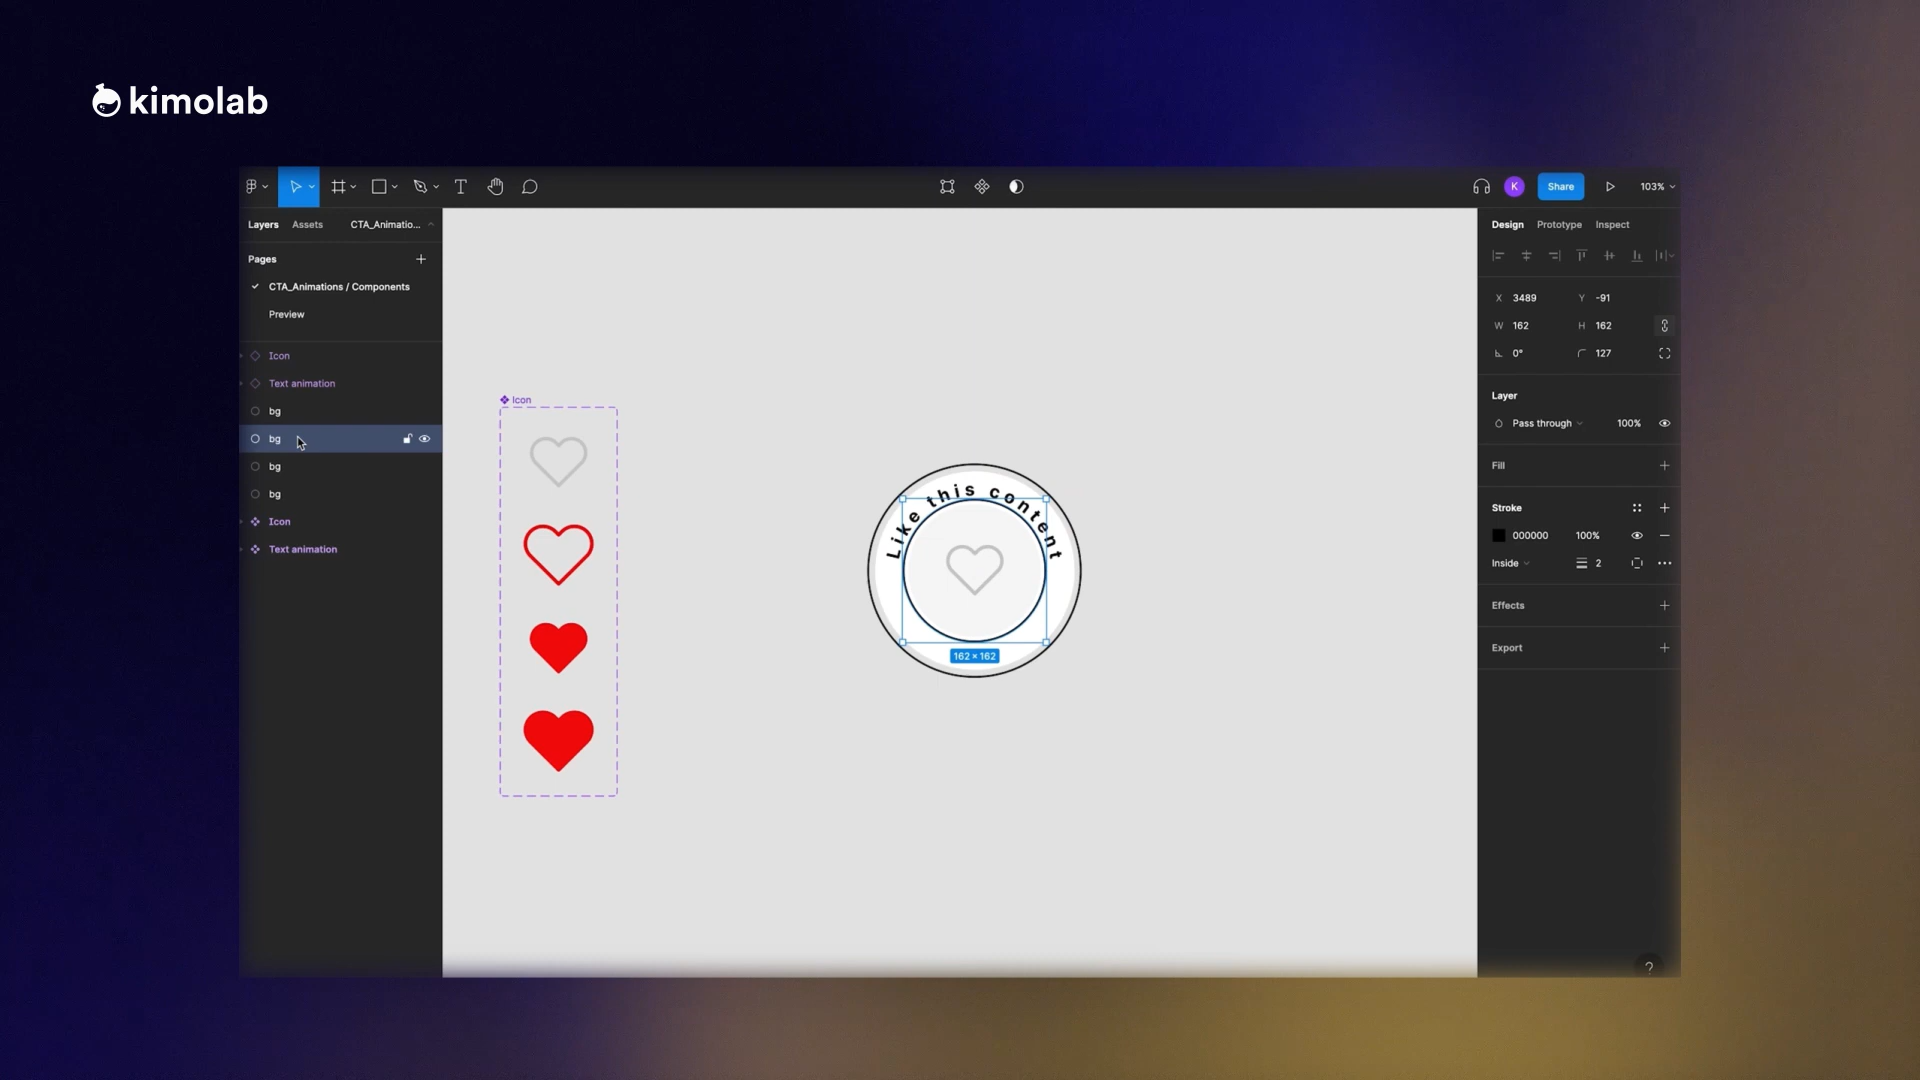 kimolab
K
Share
103%
Layers
Assets
CTA_Animatio...
Design
Prototype
Inspect
Pages
CTA_Animations / Components
Preview
Icon
Text animation
bg
bg
bg
bg
Icon
Text animation
Icon
Like this content
162 × 162
X 3489
Y -91
W 162
H 162
0°
127
Layer
Pass through
100%
Fill
Stroke
000000
100%
Inside
2
Effects
Export
?